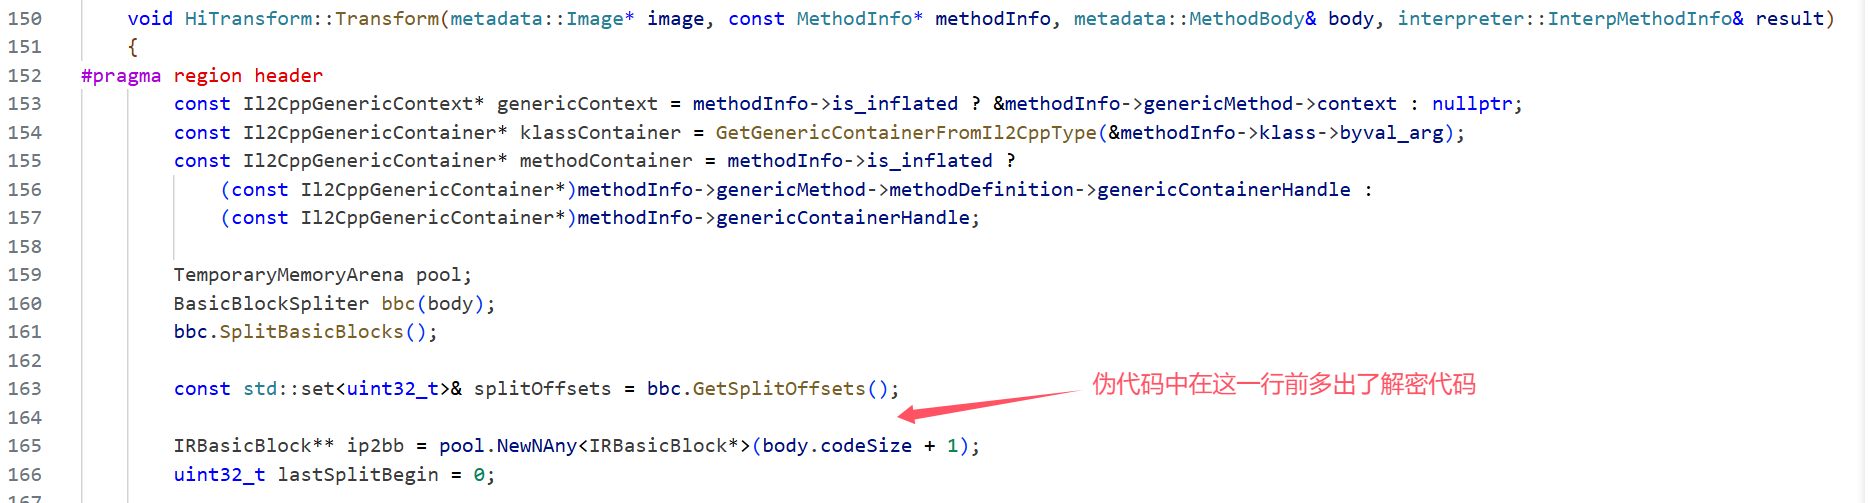 150 void HiTransform::Transform(metadata::Image* image, const MethodInfo* methodInfo, metadata::MethodBody& body, interpreter::InterpMethodInfo& result)
151 {
152 #pragma region header
153 const Il2CppGenericContext* genericContext = methodInfo->is_inflated ? &methodInfo->genericMethod->context : nullptr;
154 const Il2CppGenericContainer* klassContainer = GetGenericContainerFromIl2CppType(&methodInfo->klass->byval_arg);
155 const Il2CppGenericContainer* methodContainer = methodInfo->is_inflated ?
156 (const Il2CppGenericContainer*)methodInfo->genericMethod->methodDefinition->genericContainerHandle :
157 (const Il2CppGenericContainer*)methodInfo->genericContainerHandle;
158
159 TemporaryMemoryArena pool;
160 BasicBlockSpliter bbc(body);
161 bbc.SplitBasicBlocks();
162
163 const std::set<uint32_t>& splitOffsets = bbc.GetSplitOffsets();
伪代码中在这一行前多出了解密代码
164
165 IRBasicBlock** ip2bb = pool.NewNAny<IRBasicBlock*>(body.codeSize + 1);
166 uint32_t lastSplitBegin = 0;
167